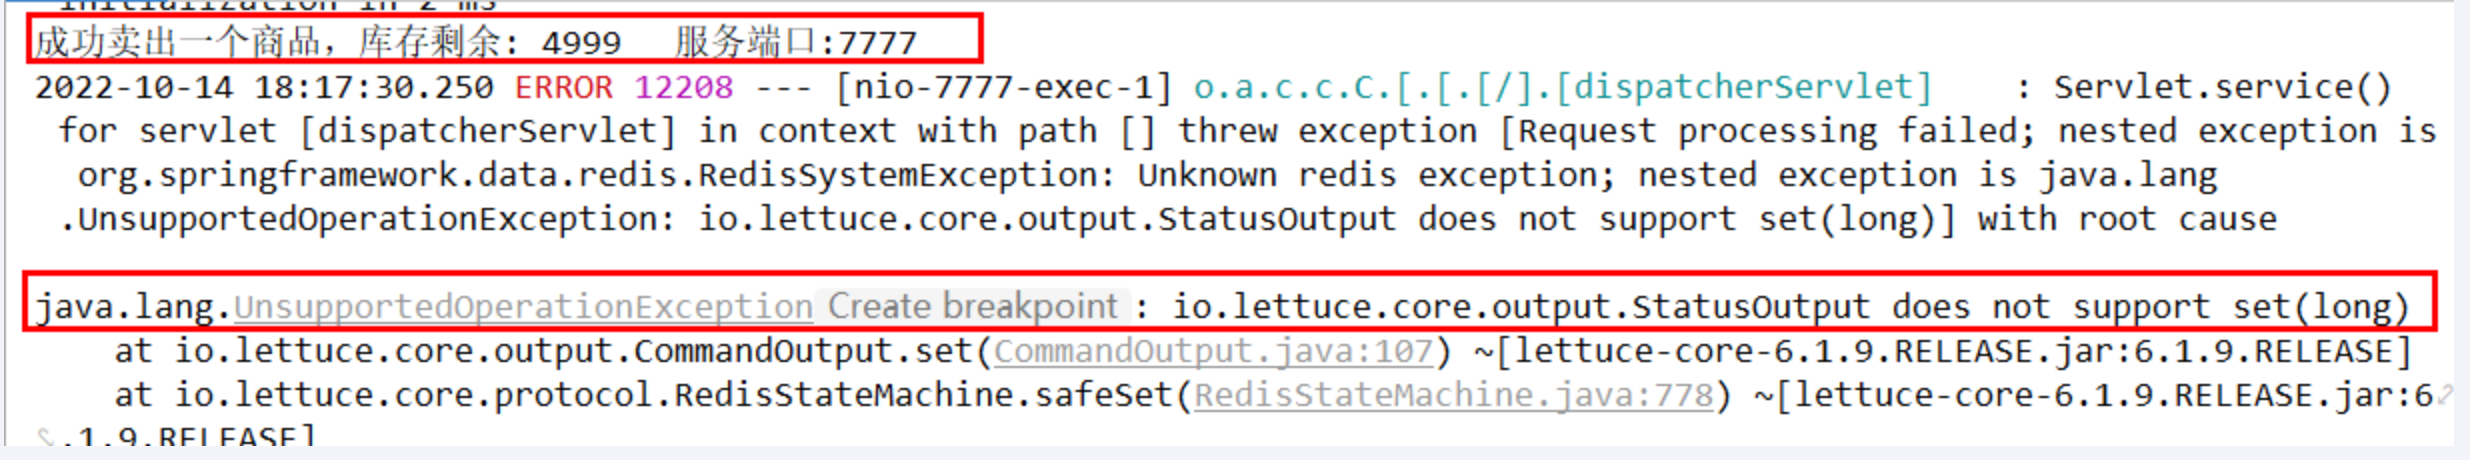 initialization in 2 ms
成功卖出一个商品，库存剩余: 4999 服务端口:7777
2022-10-14 18:17:30.250 ERROR 12208 --- [nio-7777-exec-1] o.a.c.c.C.[.[.[/].[dispatcherServlet] : Servlet.service()
for servlet [dispatcherServlet] in context with path [] threw exception [Request processing failed; nested exception is
org.springframework.data.redis.RedisSystemException: Unknown redis exception; nested exception is java.lang
.UnsupportedOperationException: io.lettuce.core.output.StatusOutput does not support set(long)] with root cause
java.lang.UnsupportedOperationException Create breakpoint : io.lettuce.core.output.StatusOutput does not support set(long)
at io.lettuce.core.output.CommandOutput.set(CommandOutput.java:107) ~[lettuce-core-6.1.9.RELEASE.jar:6.1.9.RELEASE]
at io.lettuce.core.protocol.RedisStateMachine.safeSet(RedisStateMachine.java:778) ~[lettuce-core-6.1.9.RELEASE.jar:6
.1.9.RELEASE]